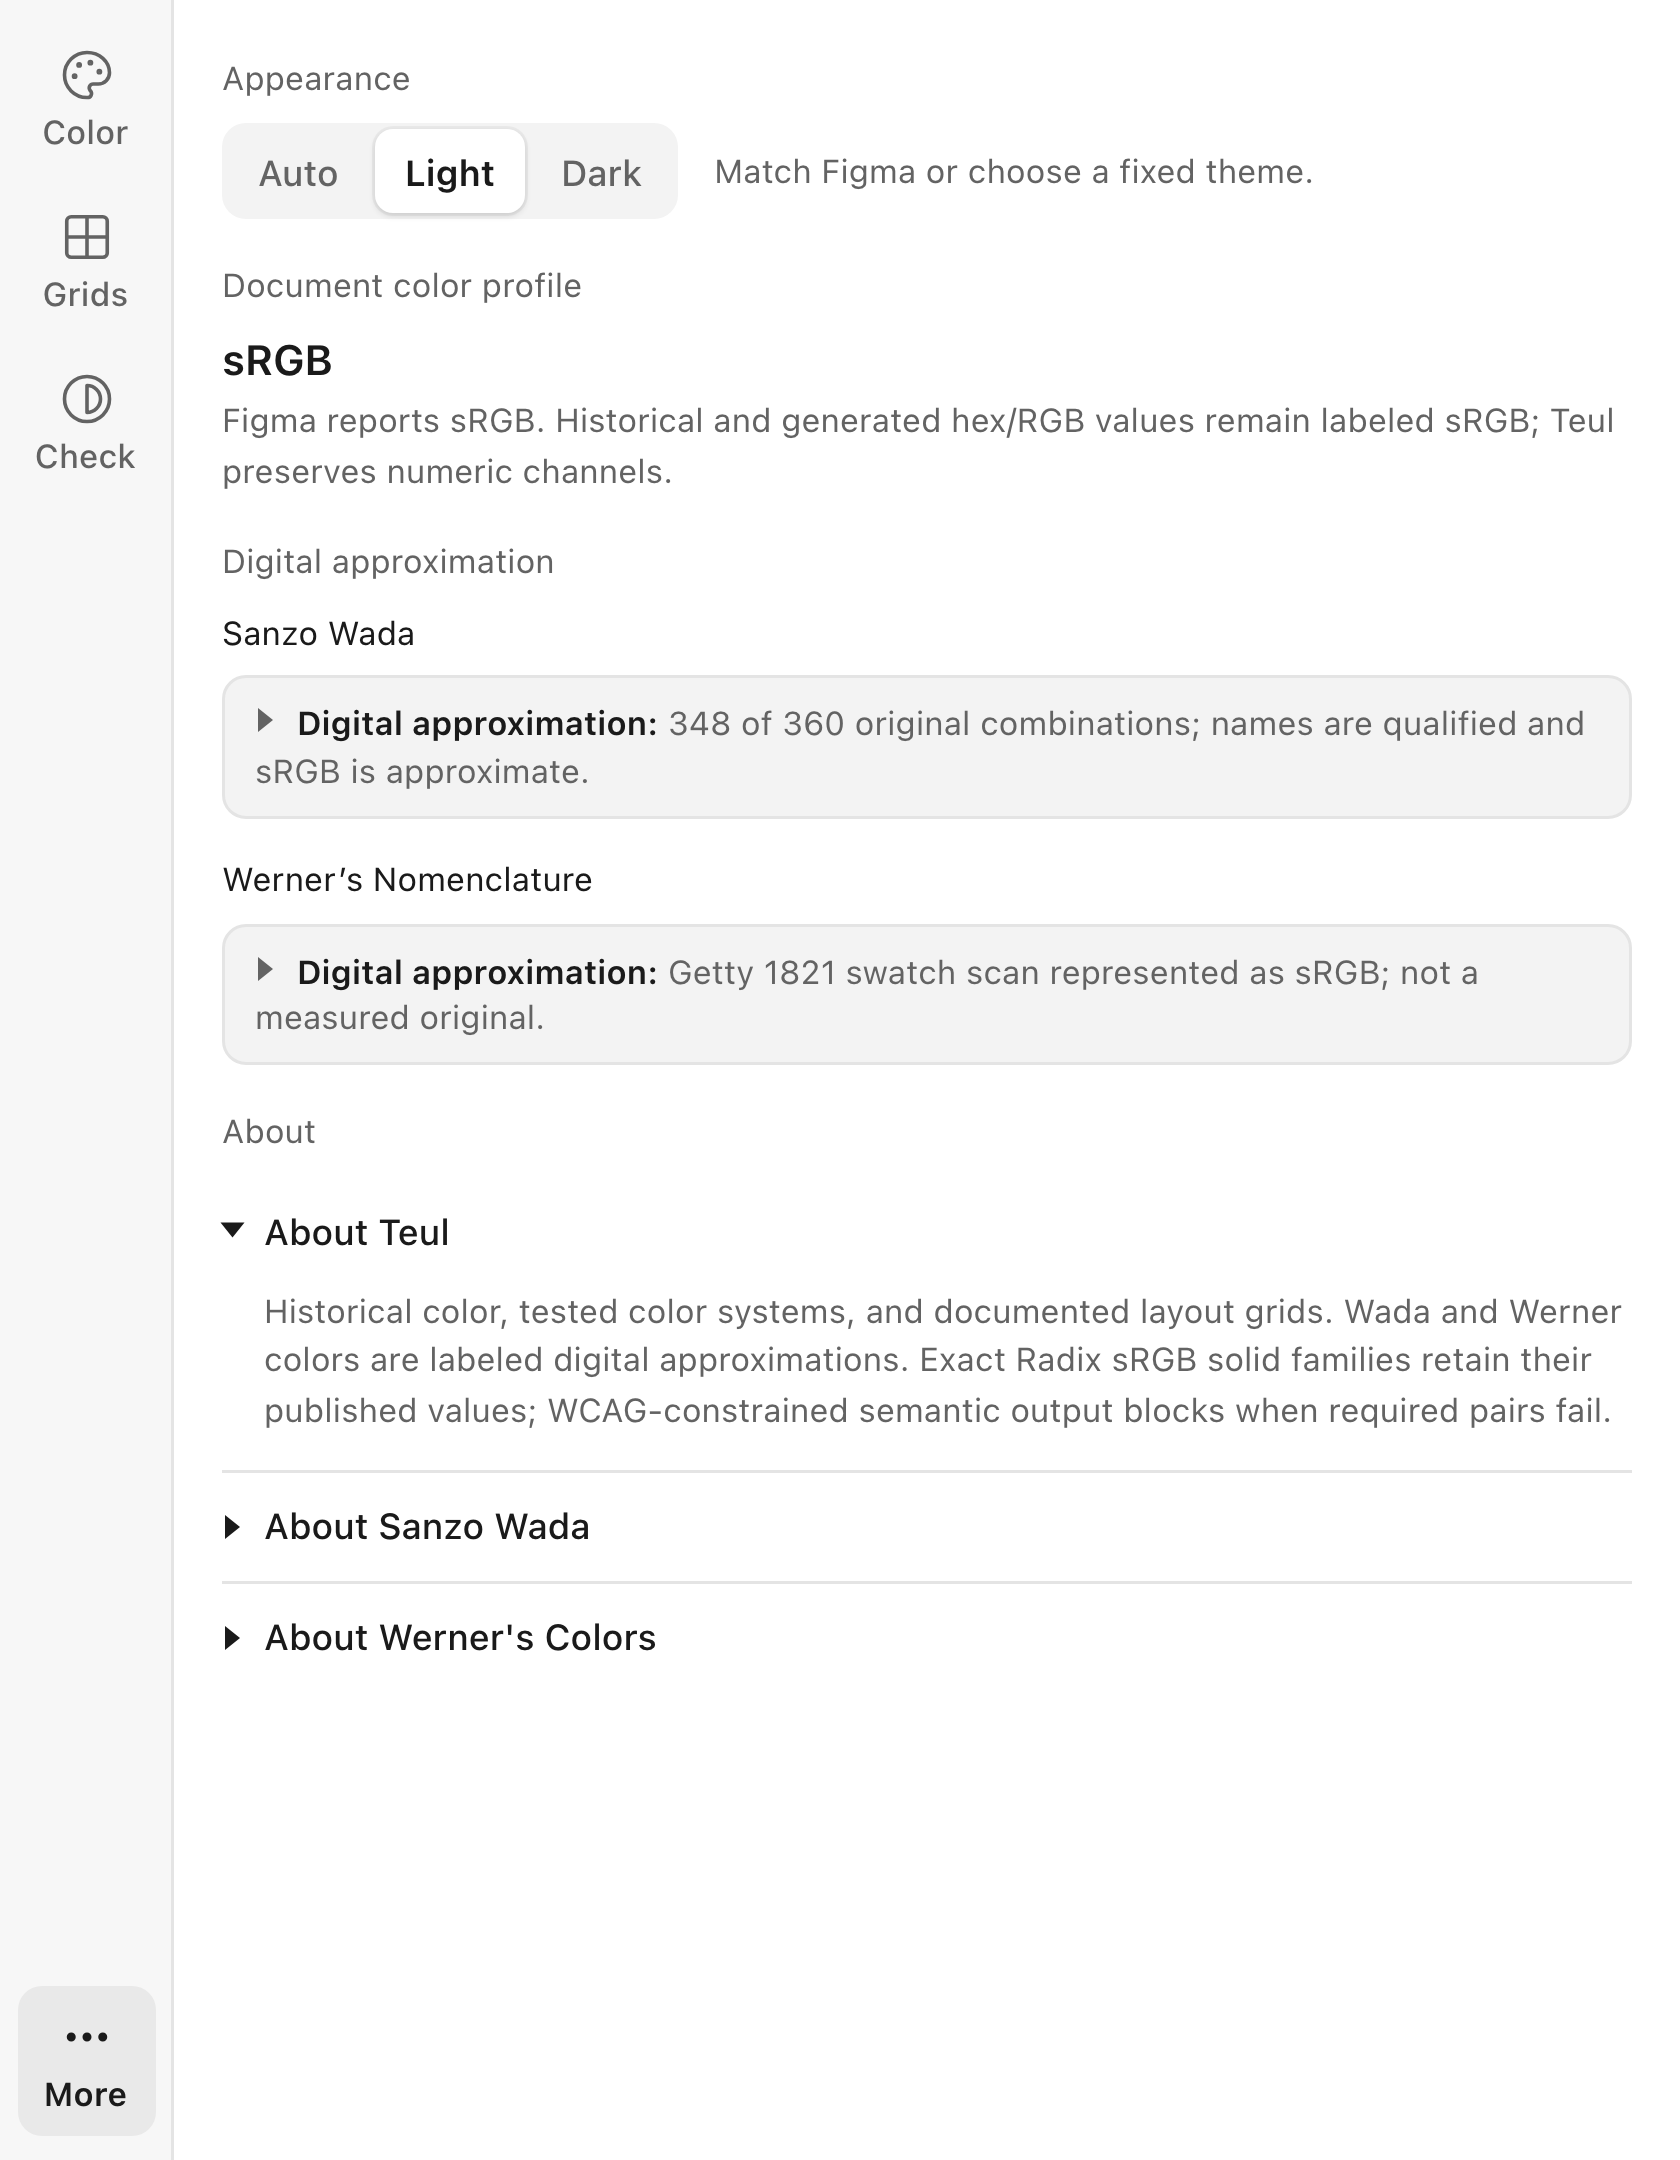 Color
Grids
Check
More
Appearance
Auto Light Dark Match Figma or choose a fixed theme.
Document color profile
sRGB
Figma reports sRGB. Historical and generated hex/RGB values remain labeled sRGB; Teul
preserves numeric channels.
Digital approximation
Sanzo Wada
Digital approximation: 348 of 360 original combinations; names are qualified and
sRGB is approximate.
Werner’s Nomenclature
Digital approximation: Getty 1821 swatch scan represented as sRGB; not a
measured original.
About
About Teul
Historical color, tested color systems, and documented layout grids. Wada and Werner
colors are labeled digital approximations. Exact Radix sRGB solid families retain their
published values; WCAG-constrained semantic output blocks when required pairs fail.
About Sanzo Wada
About Werner's Colors